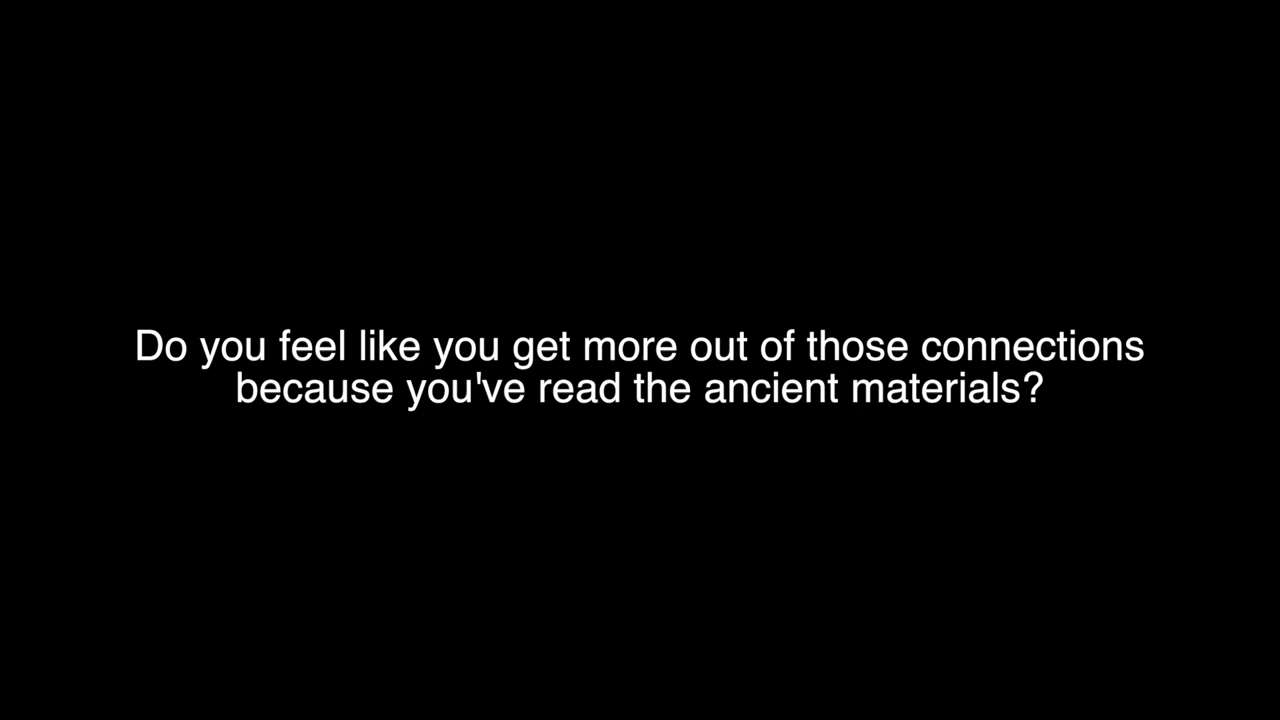 Do you feel like you get more out of those connections
because you've read the ancient materials?